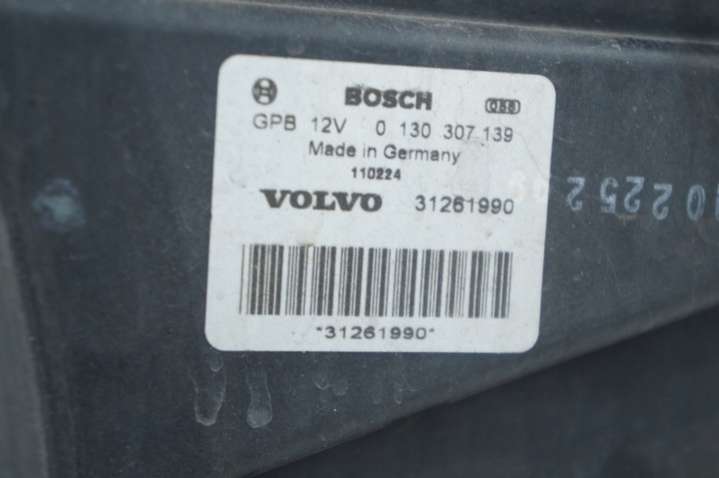 BOSCH
GPB 12V 0 130 307 139
Made in Germany
110224
VOLVO 31261990
*31261990*